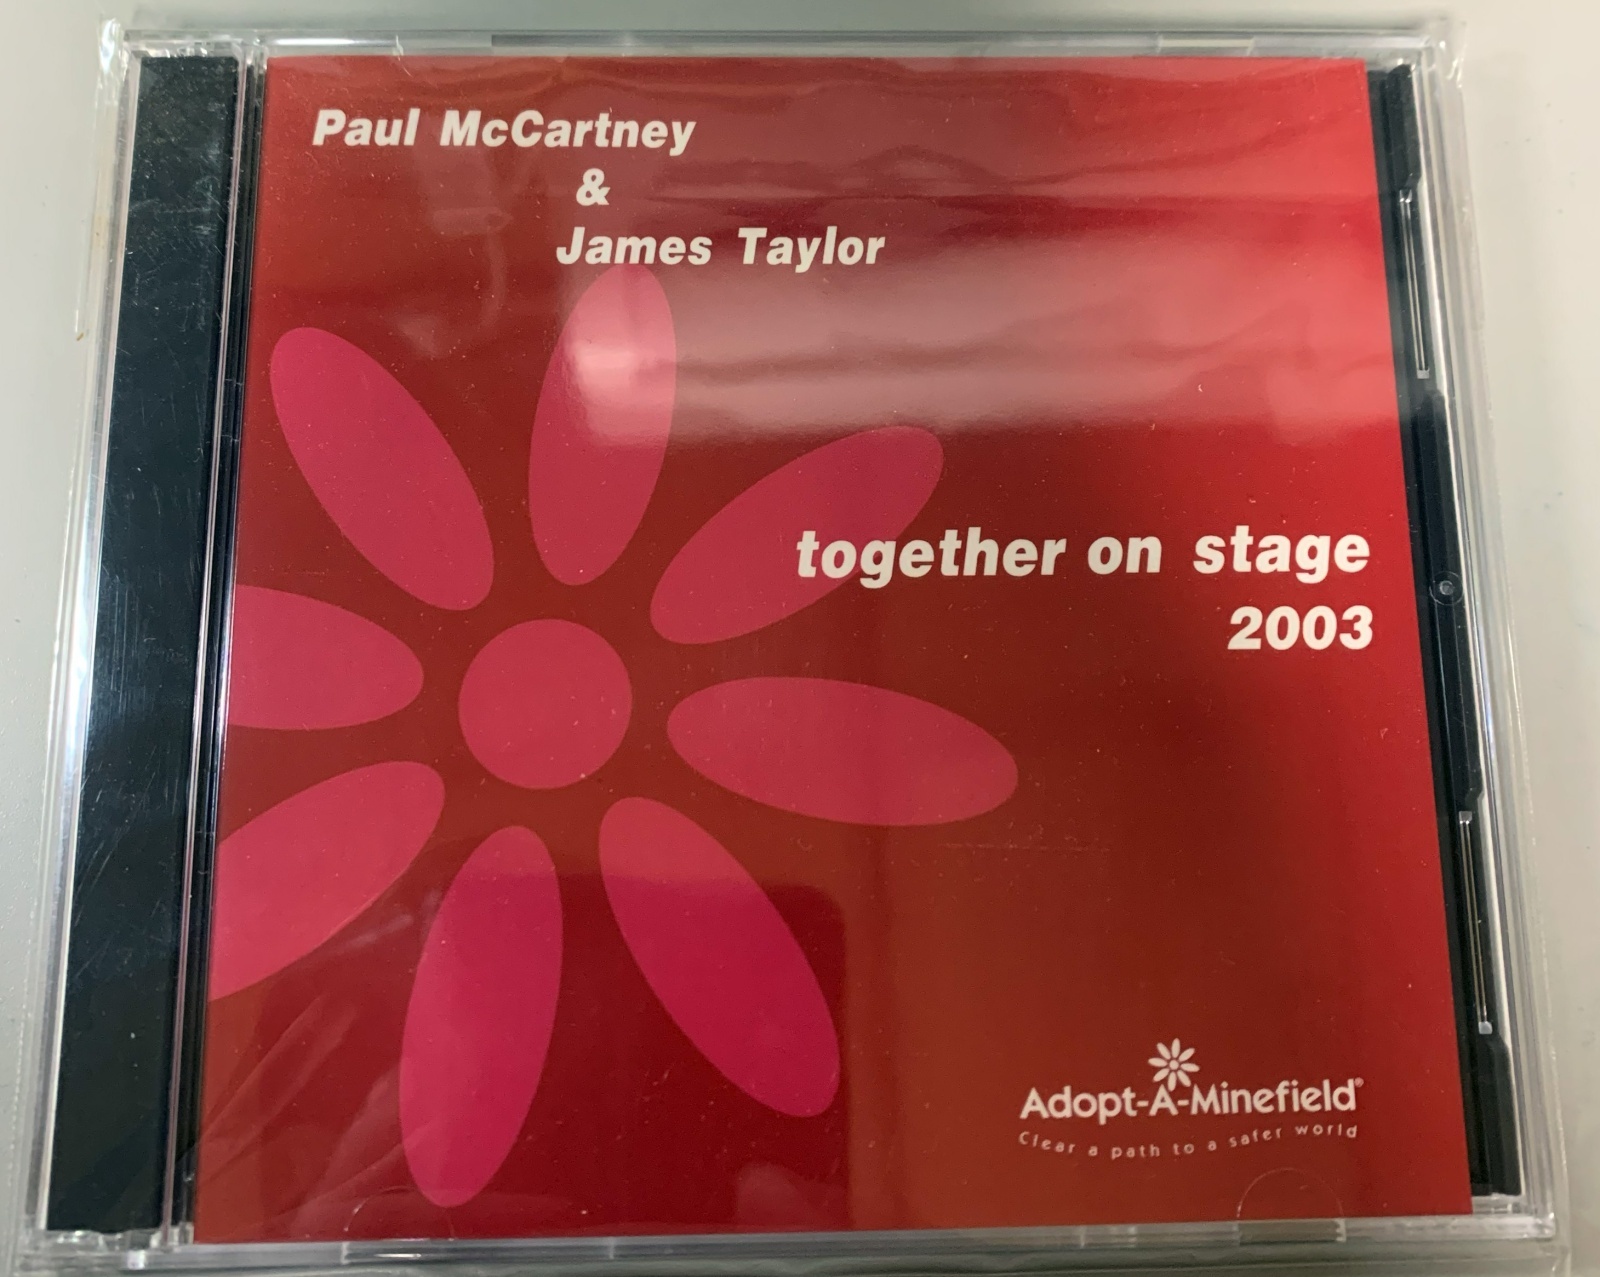 Paul McCartney
&
James Taylor
together on stage
2003
Adopt-A-Minefield®
Clear a path to a safer world